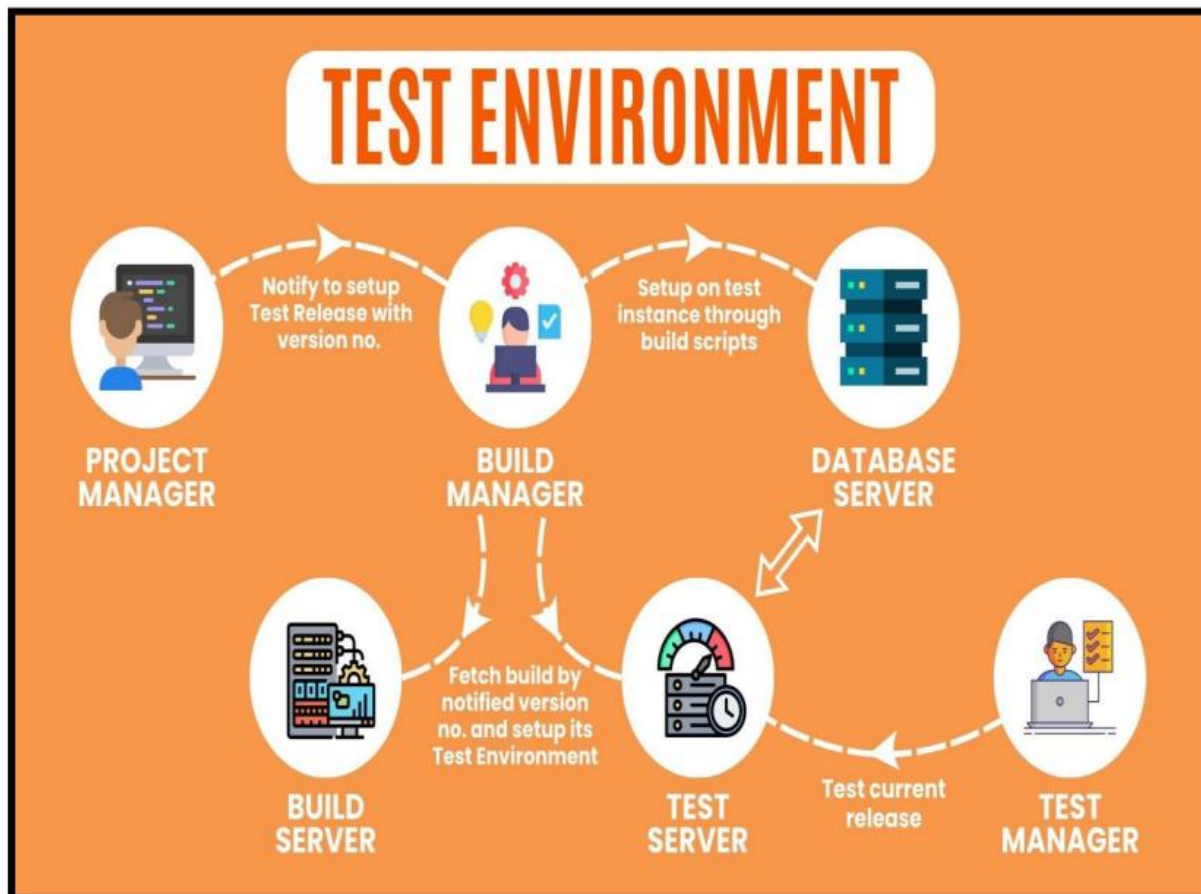 TEST ENVIRONMENT
Notify to setup
Test Release with
version no.
Setup on test
instance through
build scripts
PROJECT
MANAGER
BUILD
MANAGER
DATABASE
SERVER
Fetch build by
notified version
no. and setup its
Test Environment
Test current
release
BUILD
SERVER
TEST
SERVER
TEST
MANAGER